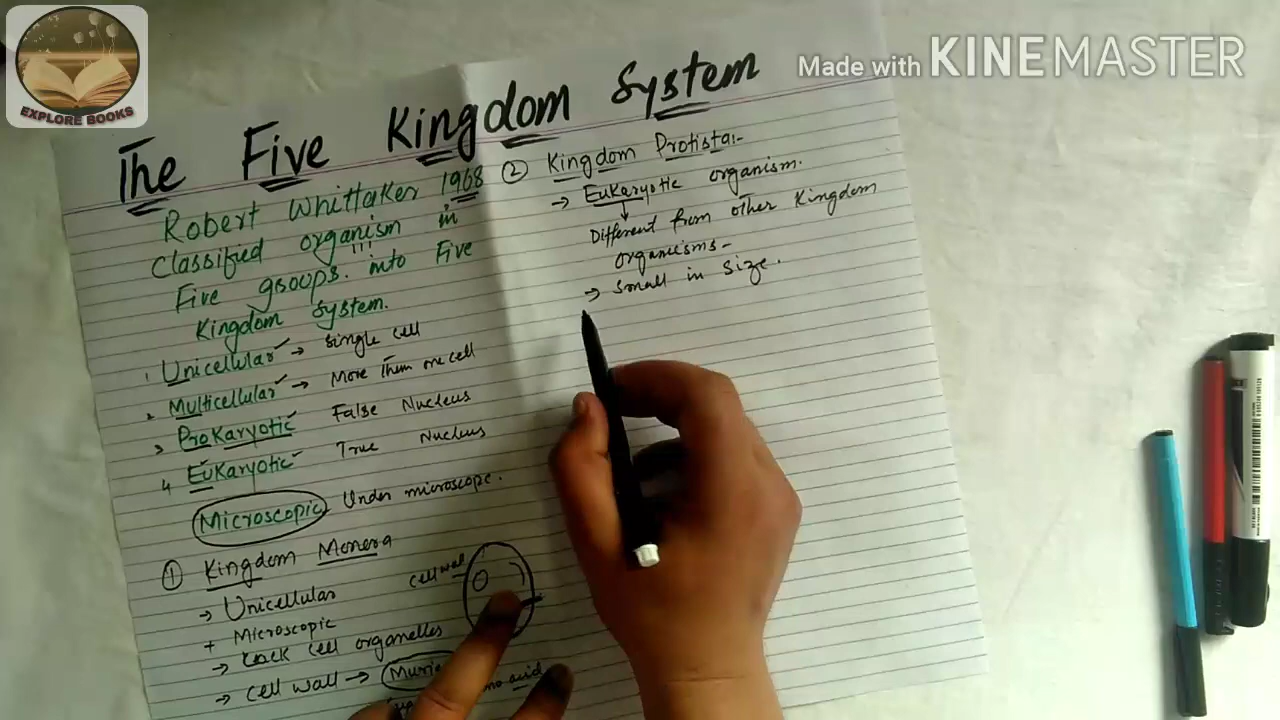 EXPLORE BOOKS
Made with KINEMASTER
The Five Kingdom System
Robert Whittaker 1968
Classified organism in
Five groups. into Five
Kingdom System.
1 Unicellular → Single cell
2 Multicellular → More Them one cell
3 ProKaryotic False Nucleus
4 EuKaryotic True Nucleus
Microscopic Under microscope.
① Kingdom Monera
→ Unicellular
Cell wall
+ Microscopic
→ Lack Cell organelles
→ Cell wall →
acid
② Kingdom Protista:-
→ EuKaryotic organism.
Different from other Kingdom
organisms-
→ Small in Size.